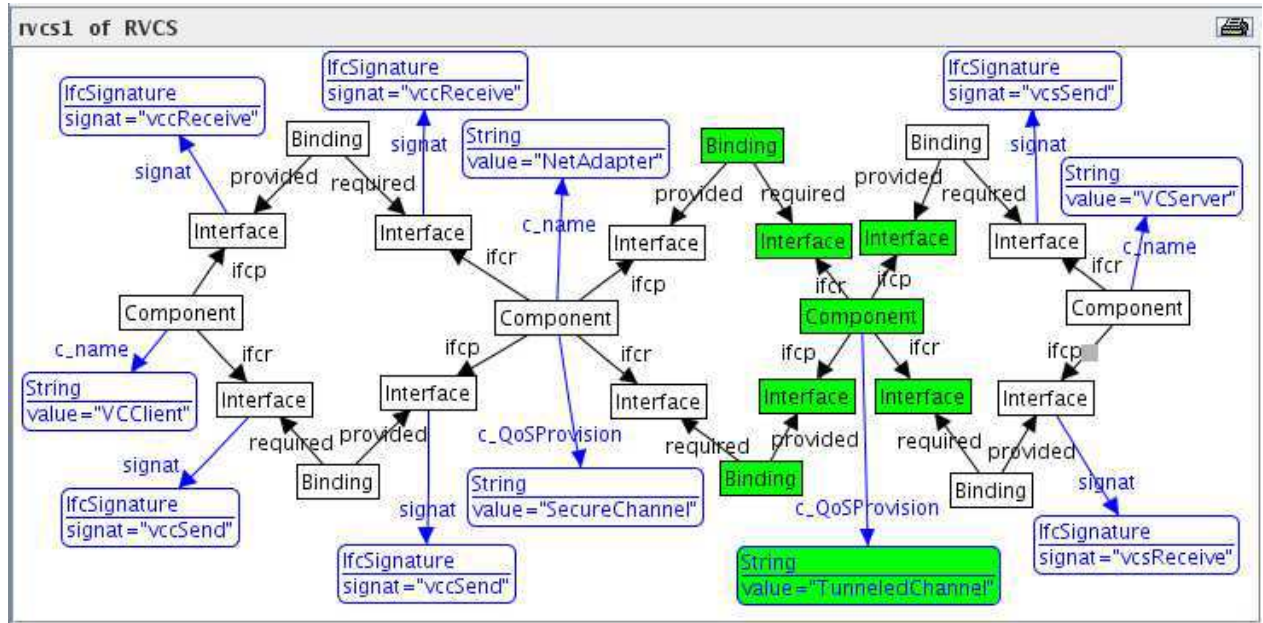 rvcs1 of RVCS
IfcSignature
signat="vccReceive"
IfcSignature
signat="vccReceive"
IfcSignature
signat="vcsSend"
Binding
String
value="NetAdapter"
Binding
Binding
String
value="VCServer"
signat
signat
signat
provided
required
provided
required
provided
required
Interface
Interface
c_name
Interface
Interface
Interface
Interface
c_name
ifcp
ifcr
ifcp
ifcr
ifcp
ifcr
Component
Component
Component
Component
c_name
ifcr
ifcp
ifcr
ifcp
ifcr
ifcp
String
value="VCClient"
Interface
Interface
Interface
Interface
Interface
Interface
required
provided
c_QoSProvision
required
provided
required
provided
signat
Binding
Binding
Binding
signat
IfcSignature
signat="vccSend"
signat
String
value="SecureChannel"
c_QoSProvision
IfcSignature
signat="vcsReceive"
IfcSignature
signat="vccSend"
String
value="TunneledChannel"